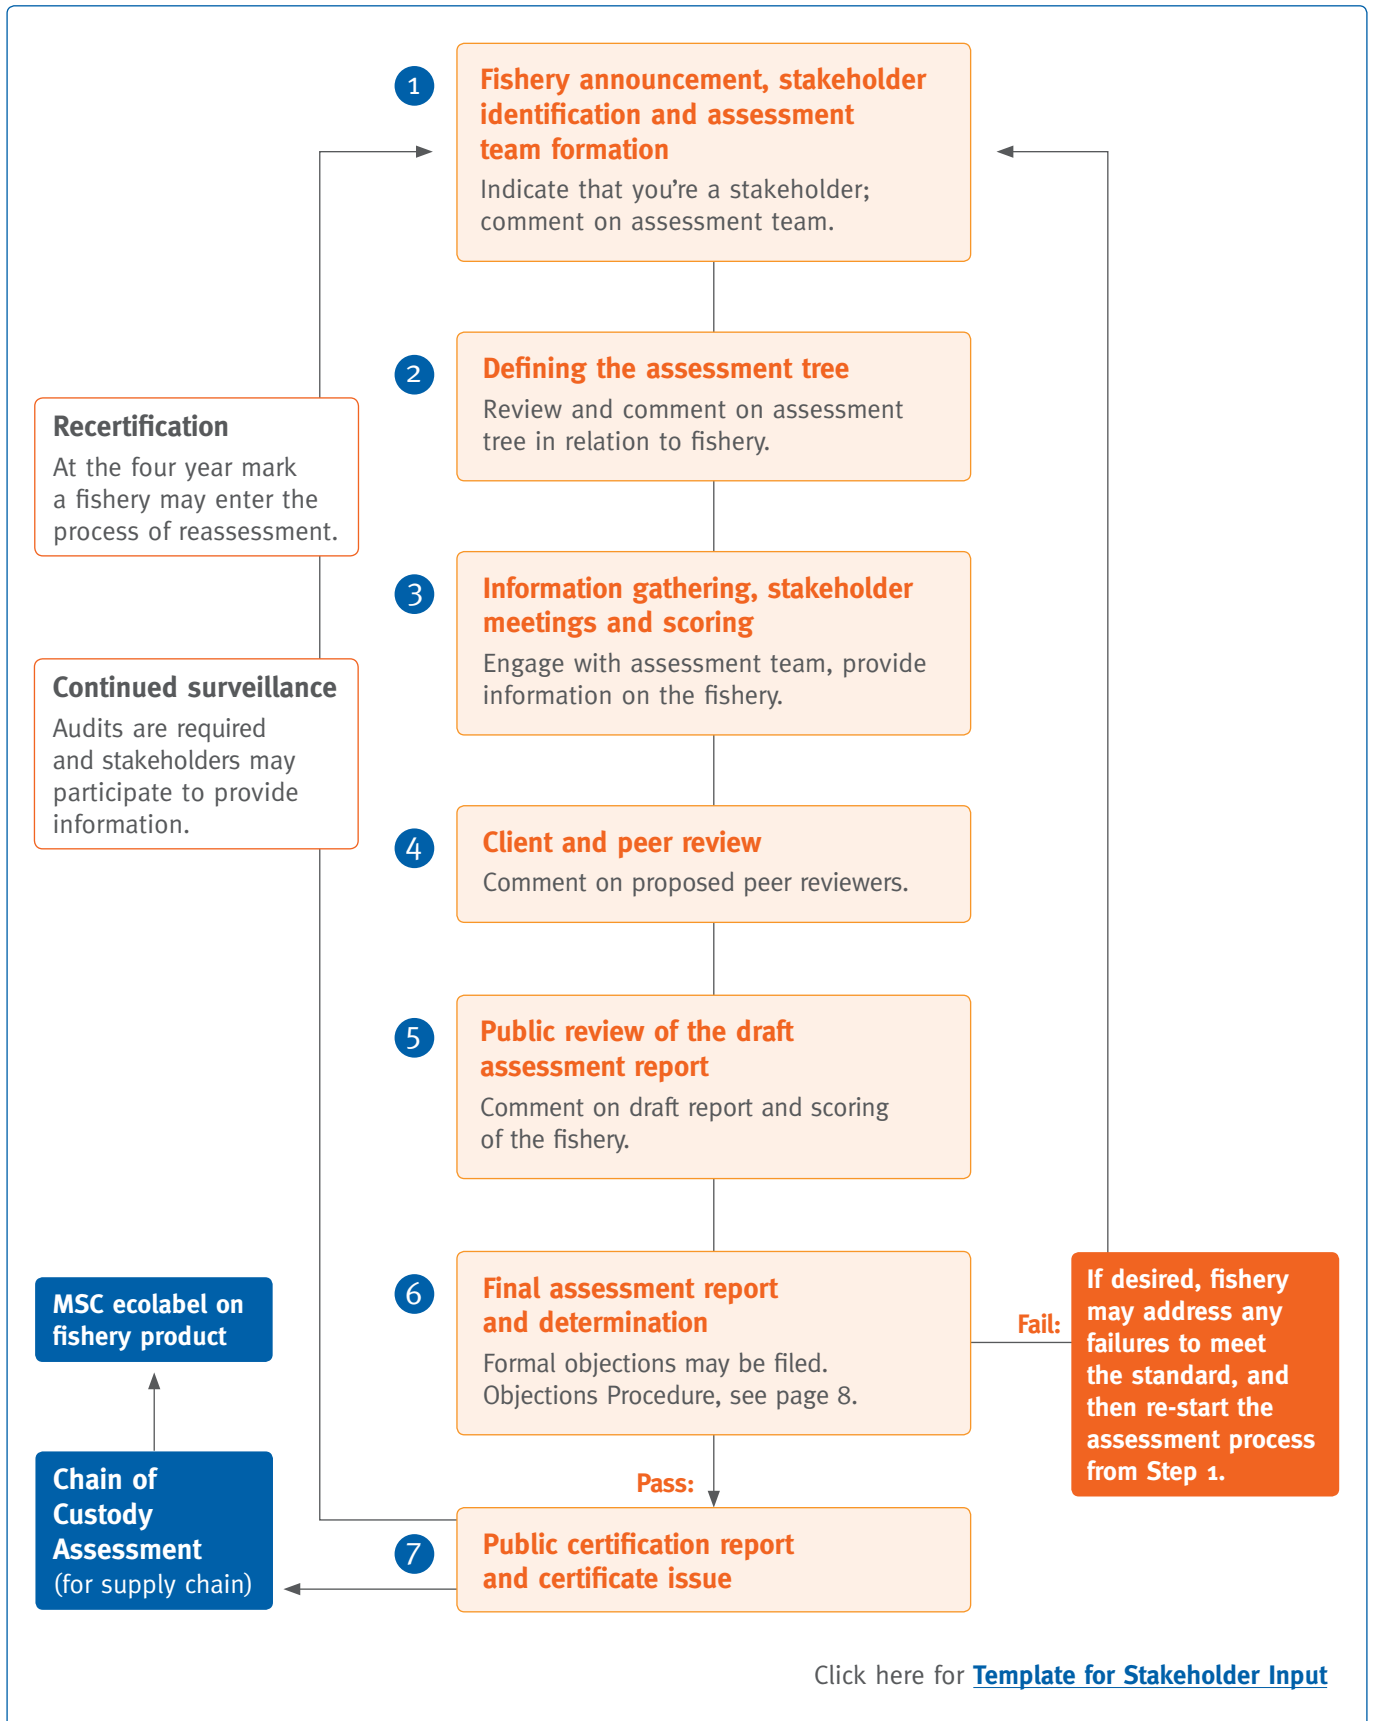 1
Fishery announcement, stakeholder
identification and assessment
team formation
Indicate that you’re a stakeholder;
comment on assessment team.
2
Defining the assessment tree
Review and comment on assessment
tree in relation to fishery.
Recertification
At the four year mark
a fishery may enter the
process of reassessment.
3
Information gathering, stakeholder
meetings and scoring
Engage with assessment team, provide
information on the fishery.
Continued surveillance
Audits are required
and stakeholders may
participate to provide
information.
4
Client and peer review
Comment on proposed peer reviewers.
5
Public review of the draft
assessment report
Comment on draft report and scoring
of the fishery.
6
Final assessment report
and determination
Formal objections may be filed.
Objections Procedure, see page 8.
Fail:
If desired, fishery
may address any
failures to meet
the standard, and
then re-start the
assessment process
from Step 1.
MSC ecolabel on
fishery product
Chain of
Custody
Assessment
(for supply chain)
Pass:
7
Public certification report
and certificate issue
Click here for Template for Stakeholder Input